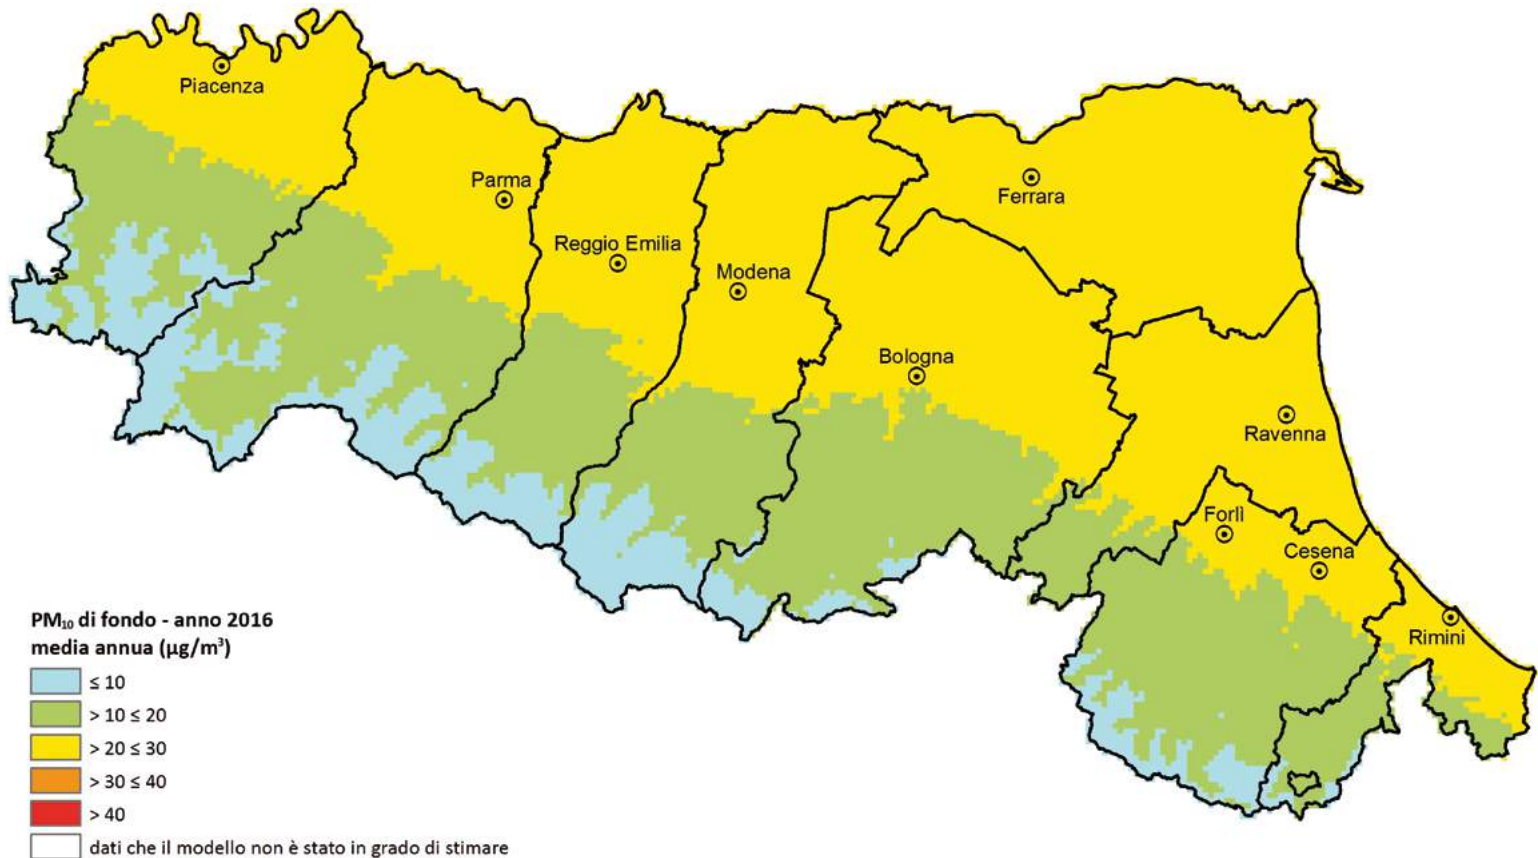 Piacenza
Parma
Reggio Emilia
Modena
Ferrara
Bologna
Ravenna
Forlì
Cesena
Rimini
PM₁₀ di fondo - anno 2016
media annua (µg/m³)
≤ 10
> 10 ≤ 20
> 20 ≤ 30
> 30 ≤ 40
> 40
dati che il modello non è stato in grado di stimare